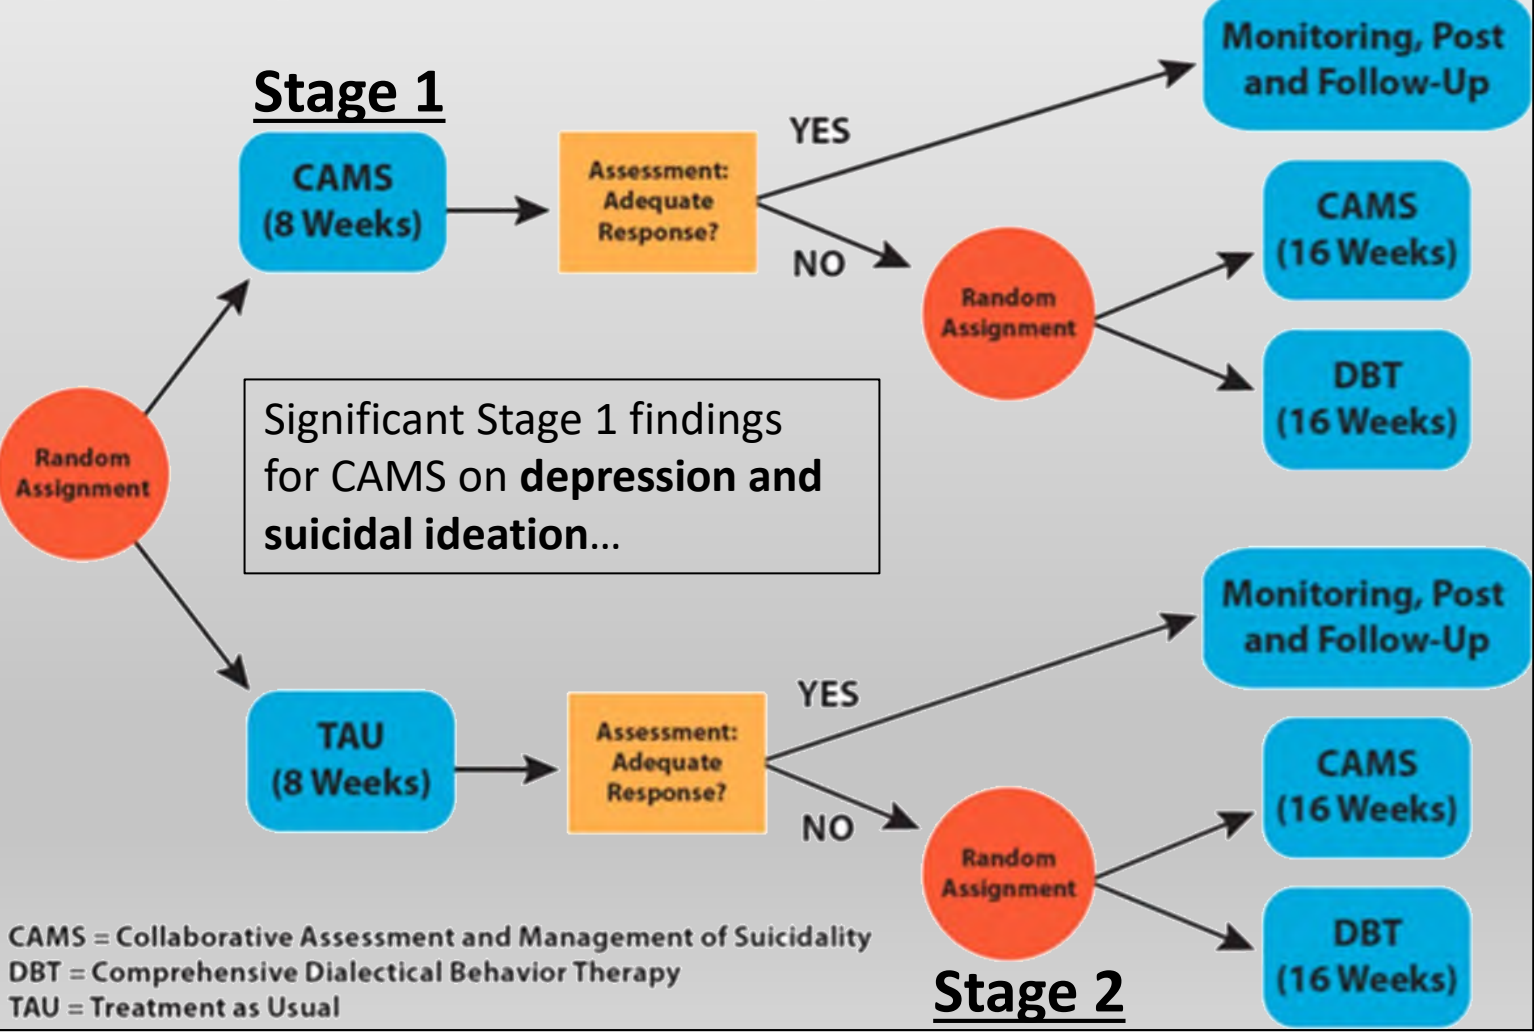 Stage 1
CAMS
(8 Weeks)
Assessment:
Adequate
Response?
YES
NO
Monitoring, Post
and Follow-Up
Random
Assignment
CAMS
(16 Weeks)
DBT
(16 Weeks)
Random
Assignment
Significant Stage 1 findings
for CAMS on depression and
suicidal ideation...
TAU
(8 Weeks)
Assessment:
Adequate
Response?
YES
NO
Monitoring, Post
and Follow-Up
Random
Assignment
Stage 2
CAMS
(16 Weeks)
DBT
(16 Weeks)
CAMS = Collaborative Assessment and Management of Suicidality
DBT = Comprehensive Dialectical Behavior Therapy
TAU = Treatment as Usual